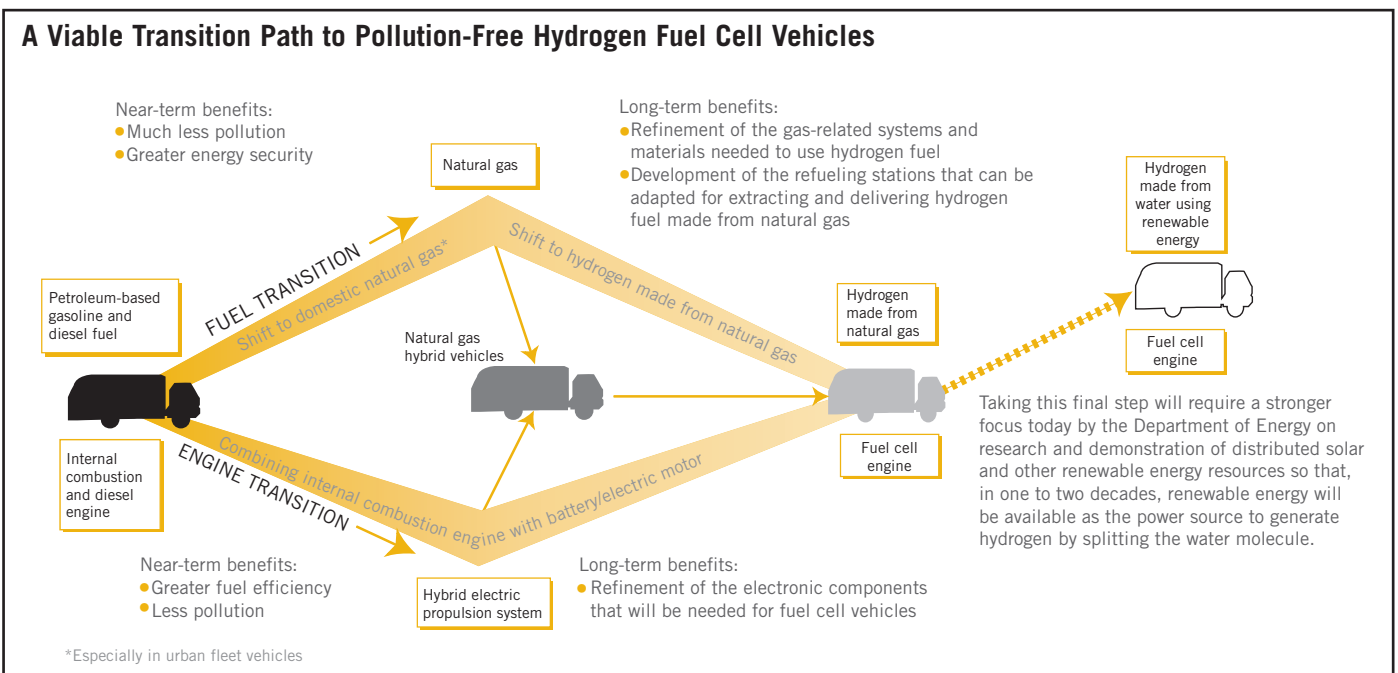 A Viable Transition Path to Pollution-Free Hydrogen Fuel Cell Vehicles
Near-term benefits:
Much less pollution
Greater energy security
Natural gas
Long-term benefits:
Refinement of the gas-related systems and
materials needed to use hydrogen fuel
Development of the refueling stations that can be
adapted for extracting and delivering hydrogen
fuel made from natural gas
Hydrogen
made from
water using
renewable
energy
FUEL TRANSITION
Shift to domestic natural gas*
Shift to hydrogen made from natural gas
Petroleum-based
gasoline and
diesel fuel
Natural gas
hybrid vehicles
Hydrogen
made from
natural gas
Fuel cell
engine
Internal
combustion
and diesel
engine
Combining internal combustion engine with battery/electric motor
ENGINE TRANSITION
Fuel cell
engine
Taking this final step will require a stronger
focus today by the Department of Energy on
research and demonstration of distributed solar
and other renewable energy resources so that,
in one to two decades, renewable energy will
be available as the power source to generate
hydrogen by splitting the water molecule.
Near-term benefits:
Greater fuel efficiency
Less pollution
Hybrid electric
propulsion system
Long-term benefits:
Refinement of the electronic components
that will be needed for fuel cell vehicles
*Especially in urban fleet vehicles